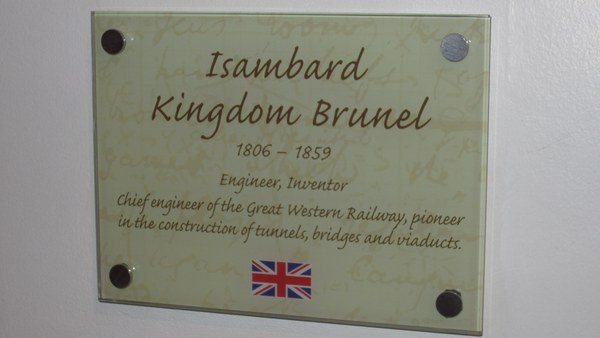 Isambard
Kingdom Brunel
1806 – 1859
Engineer, Inventor
Chief engineer of the Great Western Railway, pioneer
in the construction of tunnels, bridges and viaducts.